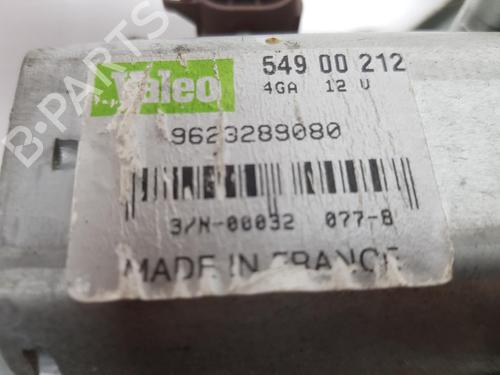 Valeo
549 00 212
4GA 12 V
9623289080
3/N-00032 077-8
MADE IN FRANCE
B-PARTS